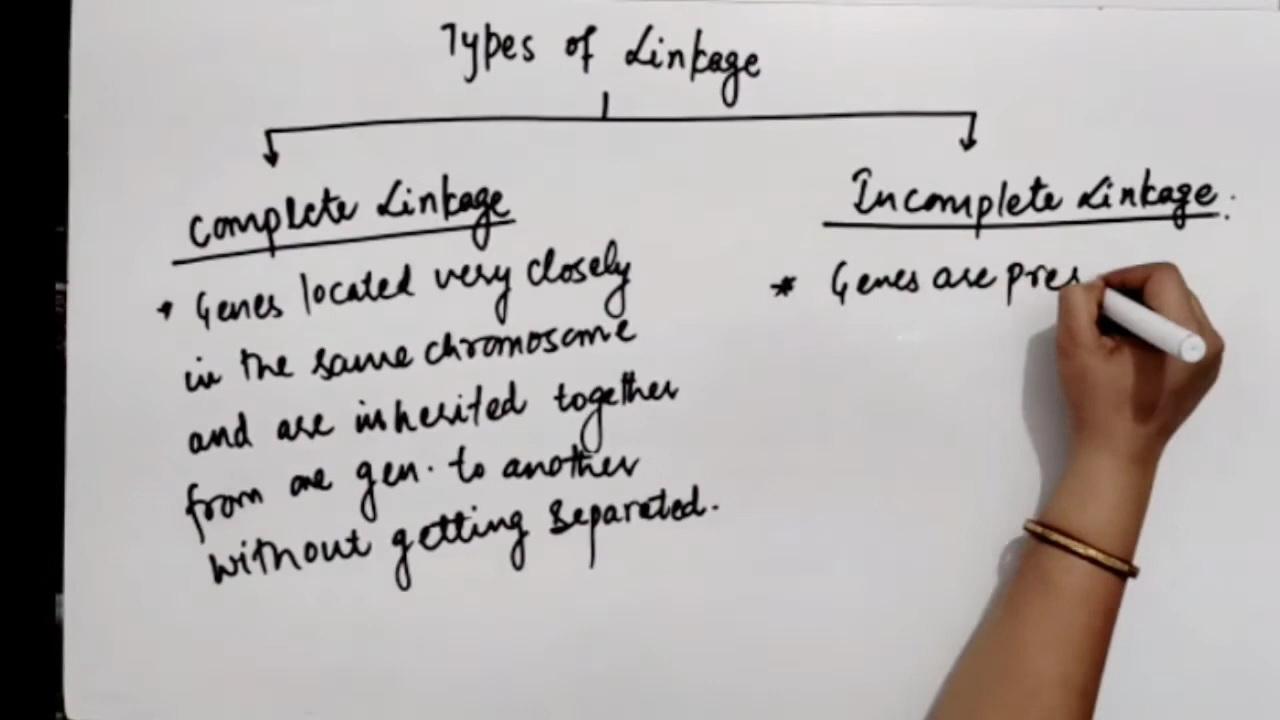 Types of Linkage
Complete Linkage
* Genes located very closely
in the same chromosome
and are inherited together
from one gen. to another
without getting separated.
Incomplete Linkage.
* Genes are pres